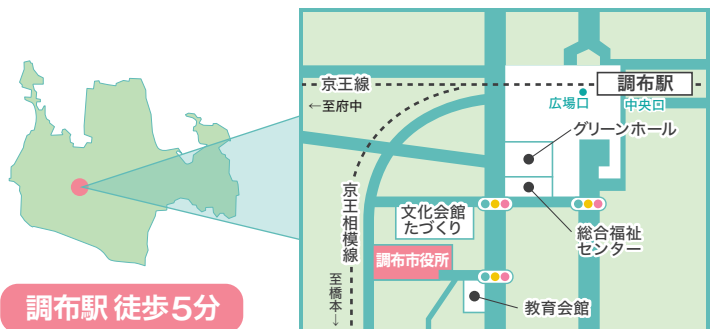 京王線
←至府中
調布駅
広場口
中央口
グリーンホール
京王相模線
文化会館
たづくり
総合福祉
センター
調布市役所
至橋本→
教育会館
調布駅 徒歩5分